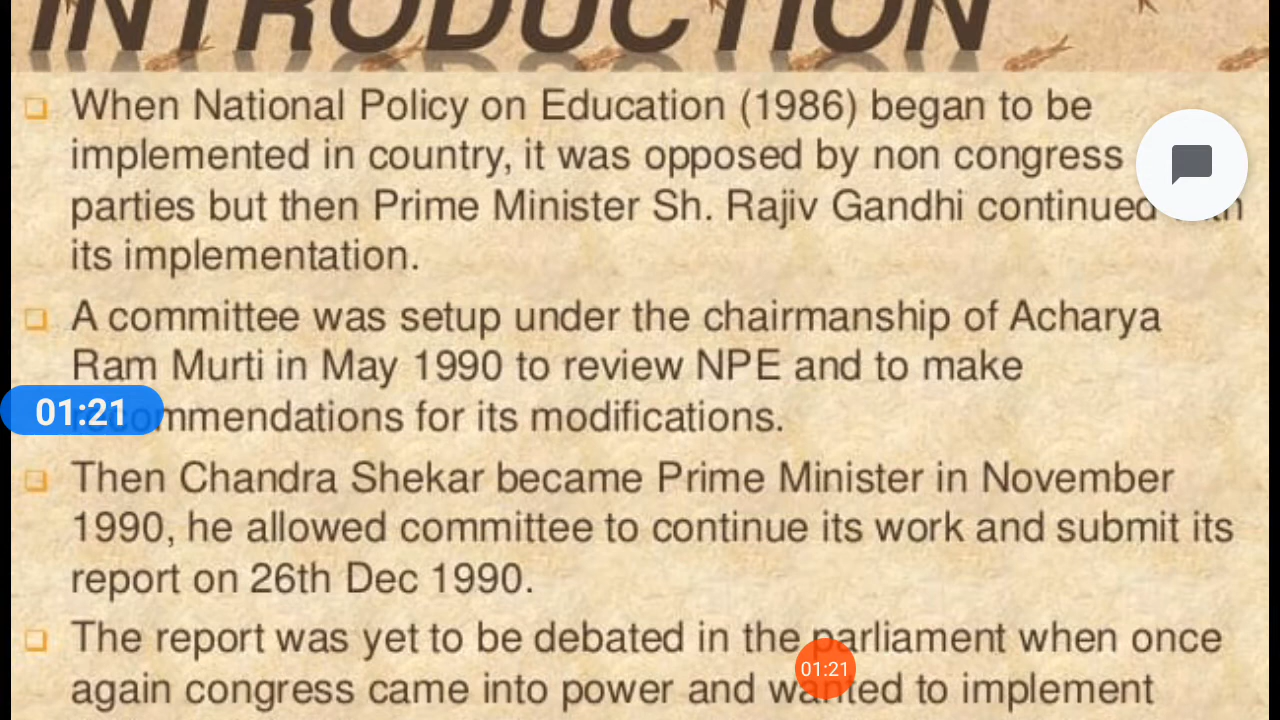 INTRODUCTION
When National Policy on Education (1986) began to be
implemented in country, it was opposed by non congress
parties but then Prime Minister Sh. Rajiv Gandhi continued
its implementation.
A committee was setup under the chairmanship of Acharya
Ram Murti in May 1990 to review NPE and to make
01:21
recommendations for its modifications.
Then Chandra Shekar became Prime Minister in November
1990, he allowed committee to continue its work and submit its
report on 26th Dec 1990.
The report was yet to be debated in the parliament when once
01:21
again congress came into power and wanted to implement